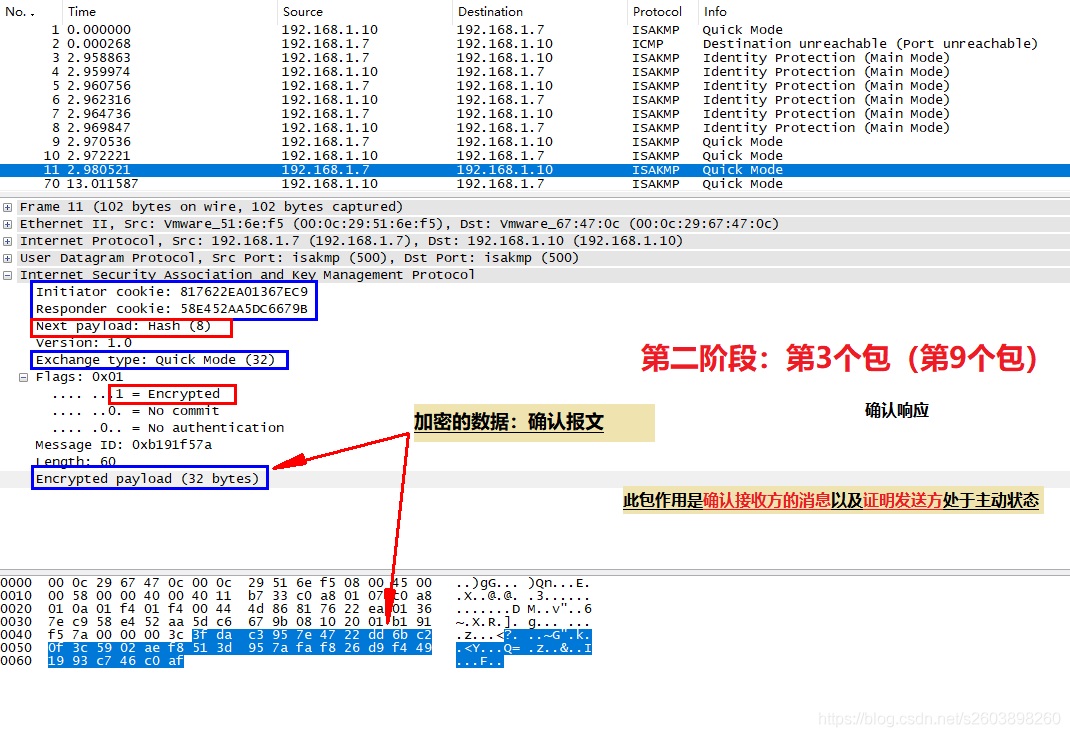 No. . Time Source Destination Protocol Info
1 0.000000 192.168.1.10 192.168.1.7 ISAKMP Quick Mode
2 0.000268 192.168.1.7 192.168.1.10 ICMP Destination unreachable (Port unreachable)
3 2.958863 192.168.1.7 192.168.1.10 ISAKMP Identity Protection (Main Mode)
4 2.959974 192.168.1.10 192.168.1.7 ISAKMP Identity Protection (Main Mode)
5 2.960756 192.168.1.7 192.168.1.10 ISAKMP Identity Protection (Main Mode)
6 2.962316 192.168.1.10 192.168.1.7 ISAKMP Identity Protection (Main Mode)
7 2.964736 192.168.1.7 192.168.1.10 ISAKMP Identity Protection (Main Mode)
8 2.969847 192.168.1.10 192.168.1.7 ISAKMP Identity Protection (Main Mode)
9 2.970536 192.168.1.7 192.168.1.10 ISAKMP Quick Mode
10 2.972221 192.168.1.10 192.168.1.7 ISAKMP Quick Mode
11 2.980521 192.168.1.7 192.168.1.10 ISAKMP Quick Mode
70 13.011587 192.168.1.10 192.168.1.7 ISAKMP Quick Mode
Frame 11 (102 bytes on wire, 102 bytes captured)
Ethernet II, Src: Vmware_51:6e:f5 (00:0c:29:51:6e:f5), Dst: Vmware_67:47:0c (00:0c:29:67:47:0c)
Internet Protocol, Src: 192.168.1.7 (192.168.1.7), Dst: 192.168.1.10 (192.168.1.10)
User Datagram Protocol, Src Port: isakmp (500), Dst Port: isakmp (500)
Internet Security Association and Key Management Protocol
Initiator cookie: 817622EA01367EC9
Responder cookie: 58E452AA5DC6679B
Next payload: Hash (8)
Version: 1.0
Exchange type: Quick Mode (32)
Flags: 0x01
.... ...1 = Encrypted
.... ..0. = No commit
.... .0.. = No authentication
Message ID: 0xb191f57a
Length: 60
Encrypted payload (32 bytes)
第二阶段：第3个包（第9个包）
确认响应
加密的数据：确认报文
此包作用是确认接收方的消息以及证明发送方处于主动状态
0000 00 0c 29 67 47 0c 00 0c 29 51 6e f5 08 00 45 00 ..)gG... )Qn...E.
0010 00 58 00 00 40 00 40 11 b7 33 c0 a8 01 07 c0 a8 .X..@.@. .3......
0020 01 0a 01 f4 01 f4 00 44 4d 86 81 76 22 ea 01 36 .......D M..v"..6
0030 7e c9 58 e4 52 aa 5d c6 67 9b 08 10 20 01 b1 91 ~.X.R.]. g... ...
0040 f5 7a 00 00 00 3c 3f da c3 95 7e 47 22 dd 6b c2 .z...<?. ..~G".k.
0050 0f 3c 59 02 ae f8 51 3d 95 7a fa f8 26 d9 f4 49 .<Y...Q= .z..&..I
0060 19 93 c7 46 c0 af ...F..
https://blog.csdn.net/s2603898260